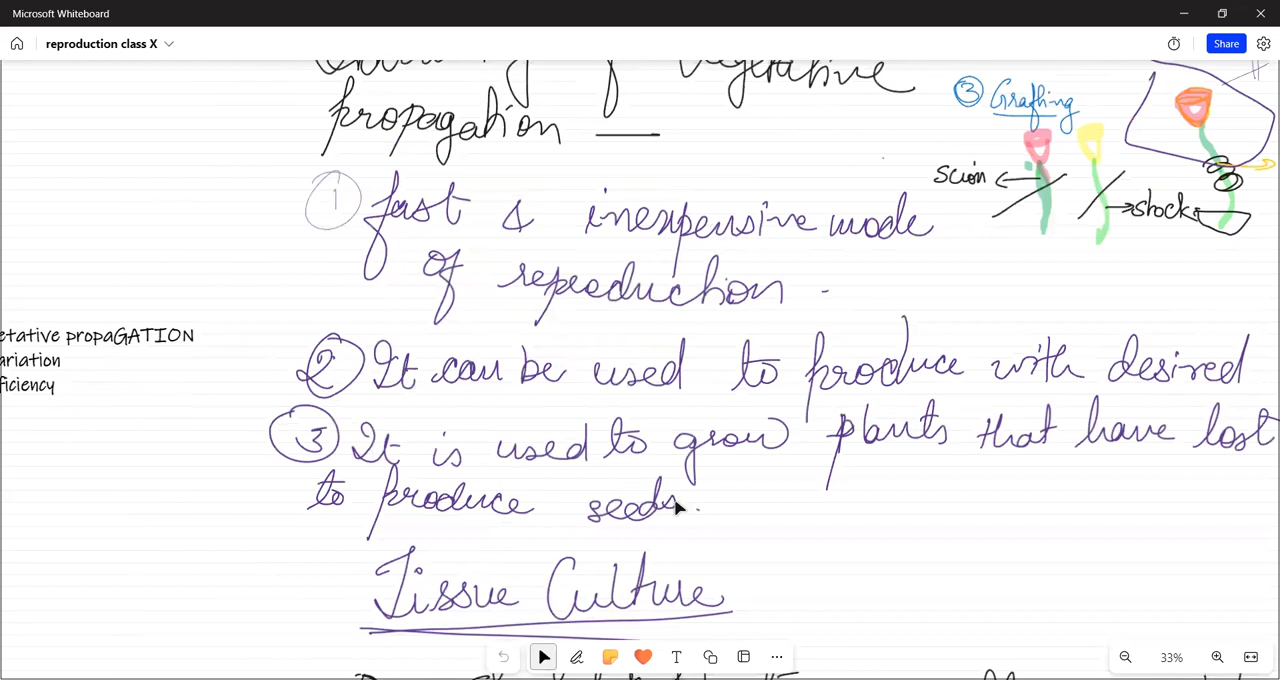 Microsoft Whiteboard
reproduction class X
Share
of vegetative
propagation
③ Grafting
scion
stock
① fast & inexpensive mode
of reproduction.
etative propaGATION
ariation
ficiency
② It can be used to produce with desired
③ It is used to grow plants that have lost
to produce seeds.
Tissue Culture
33%